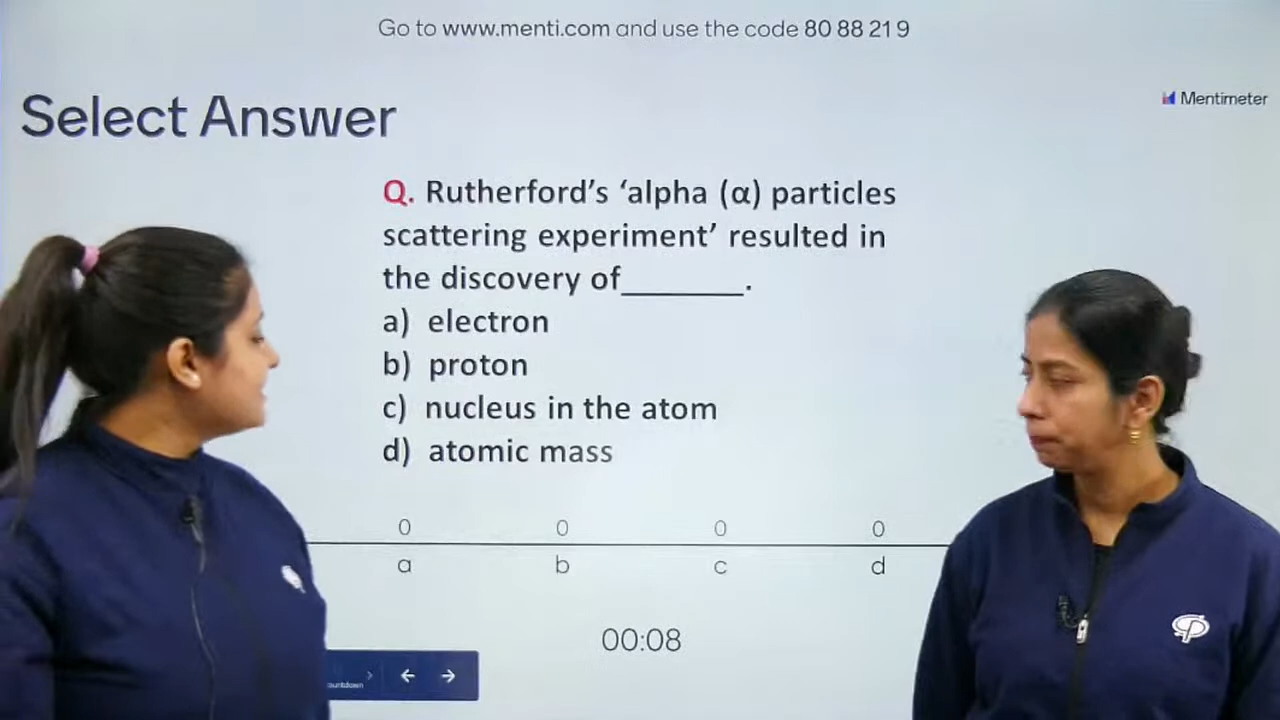 Go to www.menti.com and use the code 80 88 21 9
Select Answer
Mentimeter
Q. Rutherford's ‘alpha (α) particles
scattering experiment’ resulted in
the discovery of_______.
a) electron
b) proton
c) nucleus in the atom
d) atomic mass
0 0 0 0
a b c d
00:08